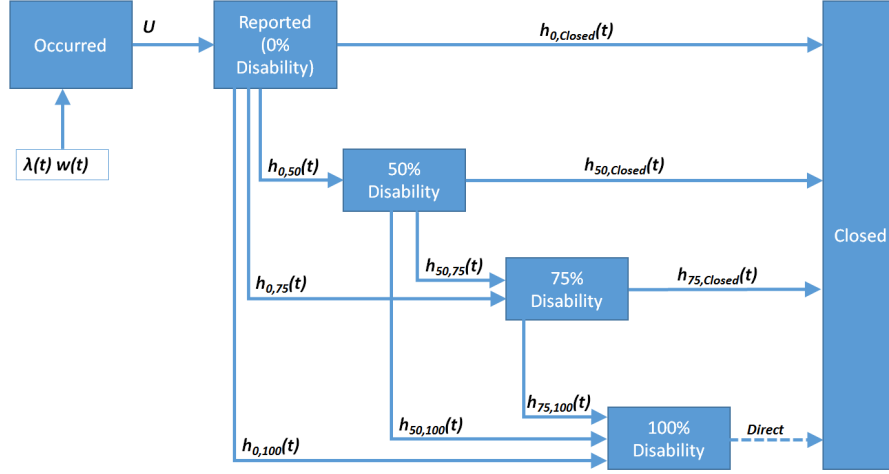 U
Occurred
Reported
(0%
Disability)
h0,Closed(t)
λ(t) w(t)
h0,50(t)
50%
Disability
h50,Closed(t)
Closed
h50,75(t)
h0,75(t)
75%
Disability
h75,Closed(t)
h75,100(t)
h50,100(t)
h0,100(t)
100%
Disability
Direct